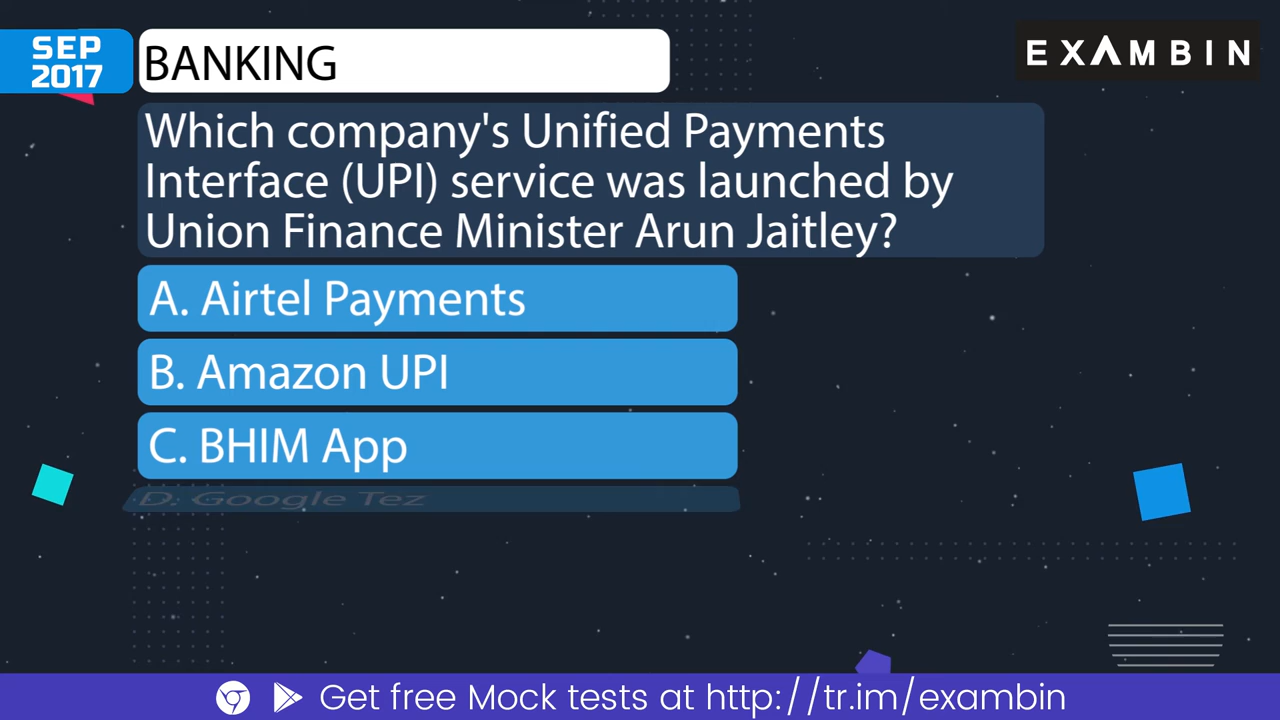 SEP
2017
BANKING
EXAMBIN
Which company's Unified Payments
Interface (UPI) service was launched by
Union Finance Minister Arun Jaitley?
A. Airtel Payments
B. Amazon UPI
C. BHIM App
D. Google Tez
Get free Mock tests at http://tr.im/exambin